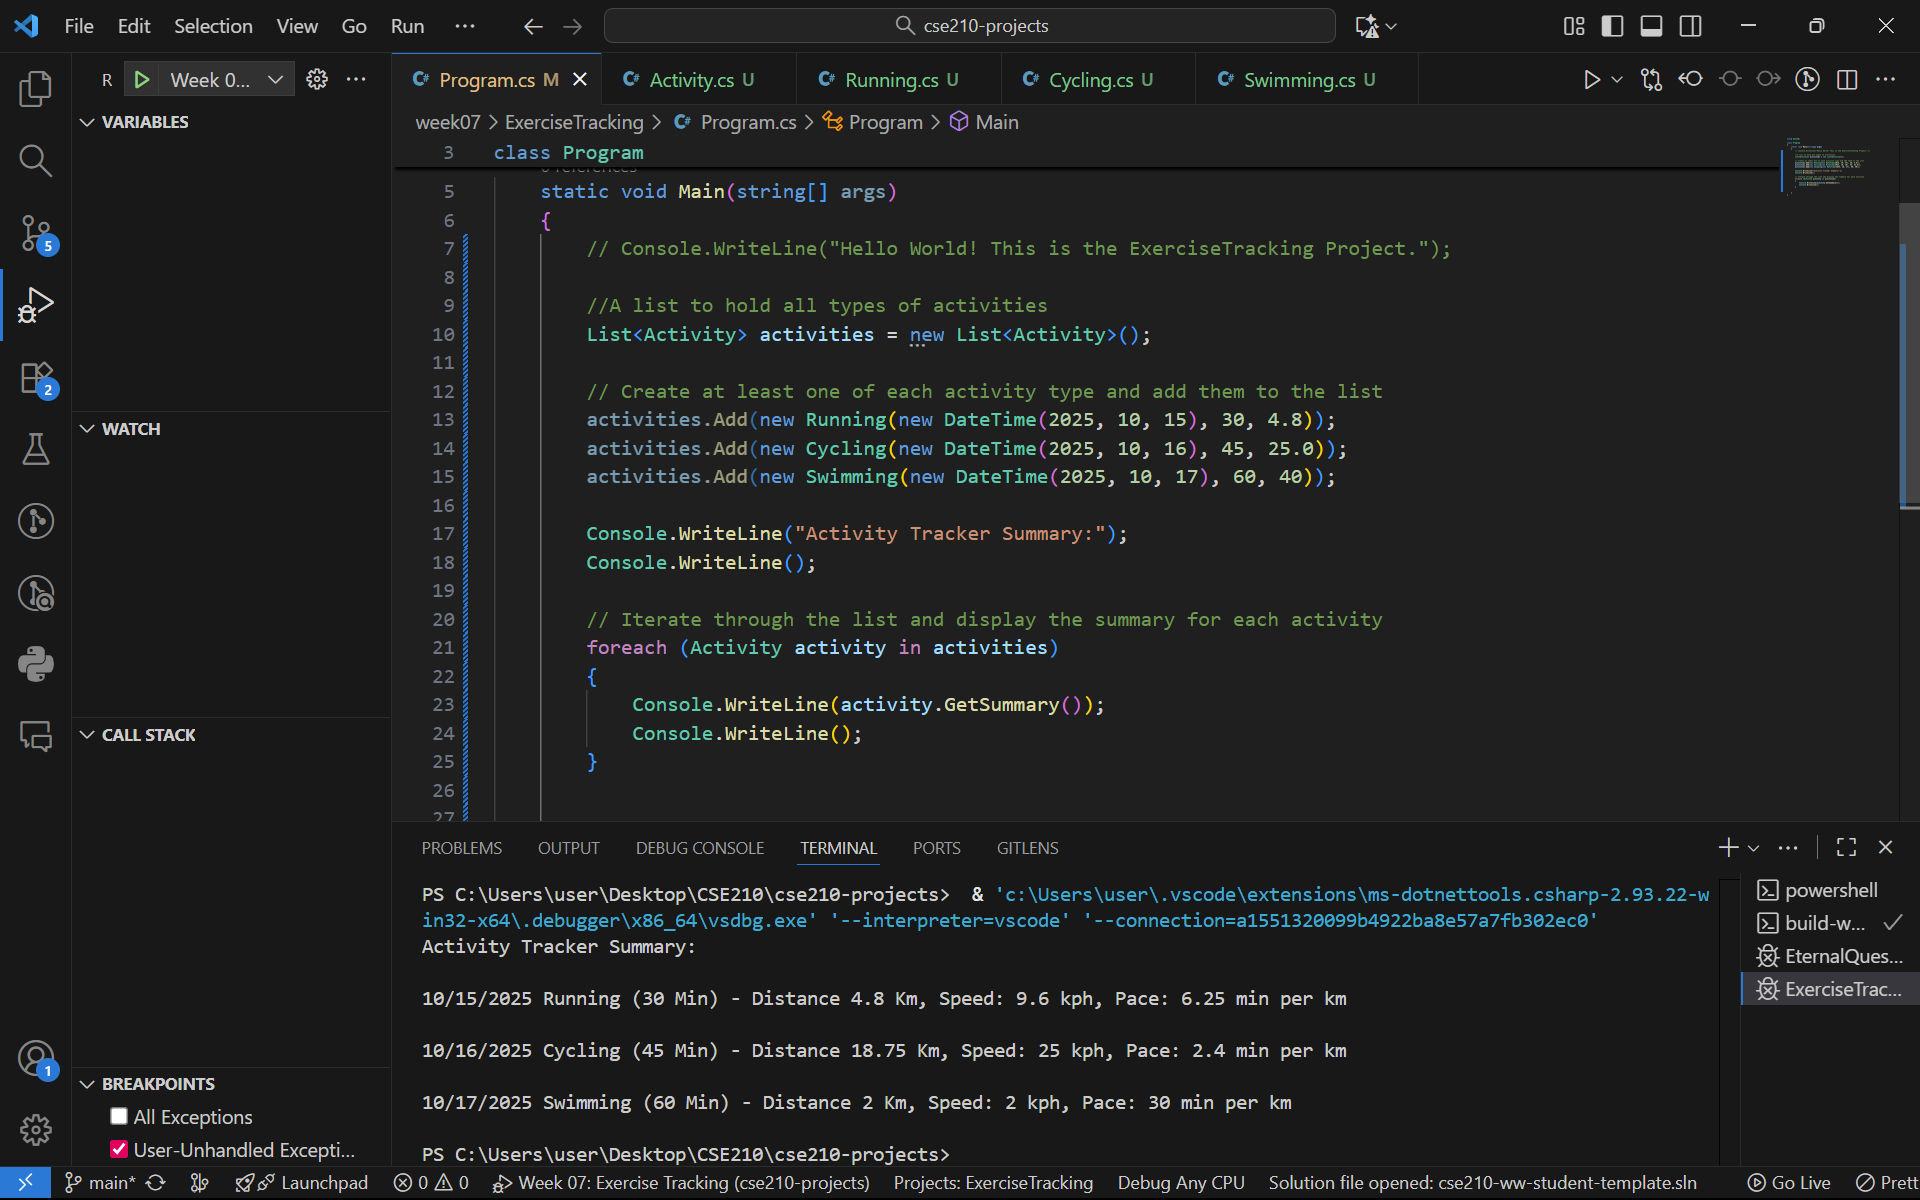 File Edit Selection View Go Run ··· cse210-projects
R Week 0... ···
VARIABLES
WATCH
CALL STACK
BREAKPOINTS
All Exceptions
User-Unhandled Excepti...
5
2
1
Program.cs M Activity.cs U Running.cs U Cycling.cs U Swimming.cs U
week07 > ExerciseTracking > Program.cs > Program > Main
3 class Program
0 references
5 static void Main(string[] args)
6 {
7 // Console.WriteLine("Hello World! This is the ExerciseTracking Project.");
8
9 //A list to hold all types of activities
10 List<Activity> activities = new List<Activity>();
11
12 // Create at least one of each activity type and add them to the list
13 activities.Add(new Running(new DateTime(2025, 10, 15), 30, 4.8));
14 activities.Add(new Cycling(new DateTime(2025, 10, 16), 45, 25.0));
15 activities.Add(new Swimming(new DateTime(2025, 10, 17), 60, 40));
16
17 Console.WriteLine("Activity Tracker Summary:");
18 Console.WriteLine();
19
20 // Iterate through the list and display the summary for each activity
21 foreach (Activity activity in activities)
22 {
23 Console.WriteLine(activity.GetSummary());
24 Console.WriteLine();
25 }
26
27
PROBLEMS OUTPUT DEBUG CONSOLE TERMINAL PORTS GITLENS
PS C:\Users\user\Desktop\CSE210\cse210-projects> & 'c:\Users\user\.vscode\extensions\ms-dotnettools.csharp-2.93.22-w
in32-x64\.debugger\x86_64\vsdbg.exe' '--interpreter=vscode' '--connection=a1551320099b4922ba8e57a7fb302ec0'
Activity Tracker Summary:
10/15/2025 Running (30 Min) - Distance 4.8 Km, Speed: 9.6 kph, Pace: 6.25 min per km
10/16/2025 Cycling (45 Min) - Distance 18.75 Km, Speed: 25 kph, Pace: 2.4 min per km
10/17/2025 Swimming (60 Min) - Distance 2 Km, Speed: 2 kph, Pace: 30 min per km
PS C:\Users\user\Desktop\CSE210\cse210-projects>
powershell
build-w...
EternalQues...
ExerciseTrac...
main* Launchpad 0 0 Week 07: Exercise Tracking (cse210-projects) Projects: ExerciseTracking Debug Any CPU Solution file opened: cse210-ww-student-template.sln Go Live Prett